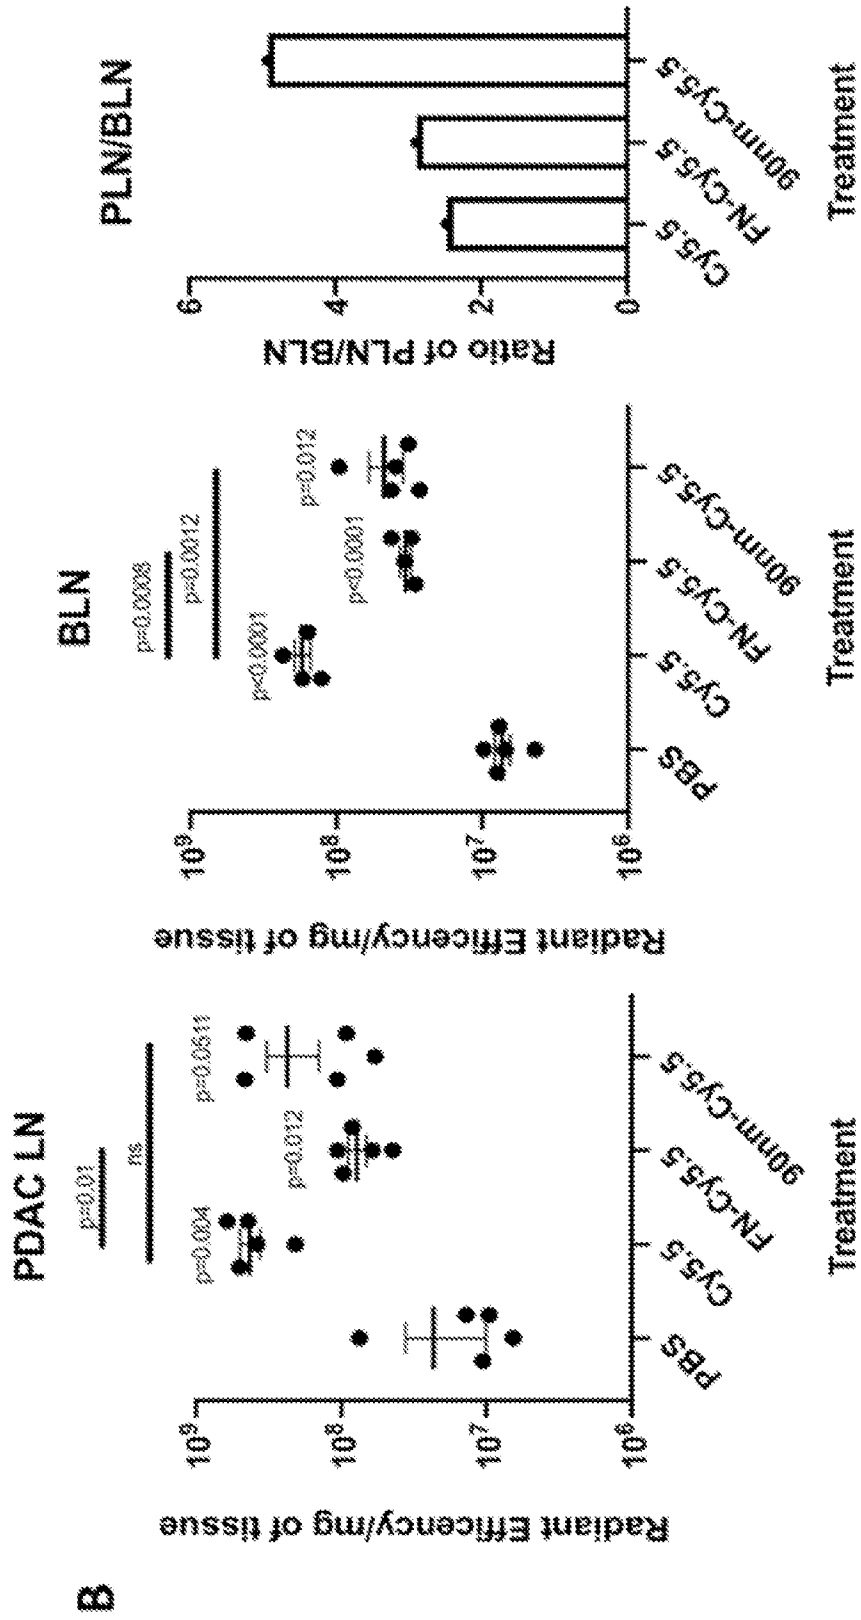 B
PDAC LN
p=0.01
ns
p=0.004
p=0.012
p=0.0511
Radiant Efficency/mg of tissue
10⁹
10⁸
10⁷
10⁶
PBS
Cy5.5
FN-Cy5.5
90nm-Cy5.5
Treatment
BLN
p=0.0008
p=0.0012
p<0.0001
p<0.0001
p=0.012
Radiant Efficency/mg of tissue
10⁹
10⁸
10⁷
10⁶
PBS
Cy5.5
FN-Cy5.5
90nm-Cy5.5
Treatment
PLN/BLN
Ratio of PLN/BLN
6
4
2
0
Cy5.5
FN-Cy5.5
90nm-Cy5.5
Treatment